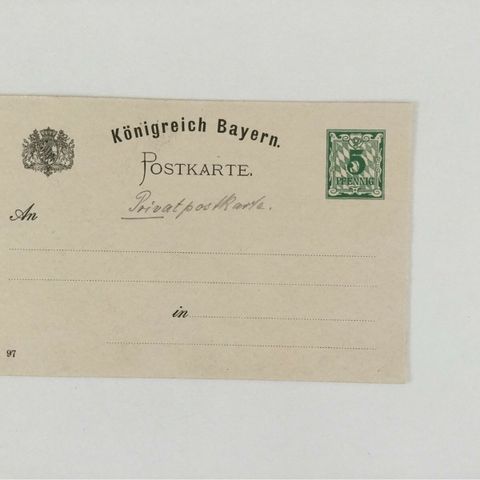 Königreich Bayern.
POSTKARTE.
Privatpostkarte.
5
PFENNIG
An
in
97